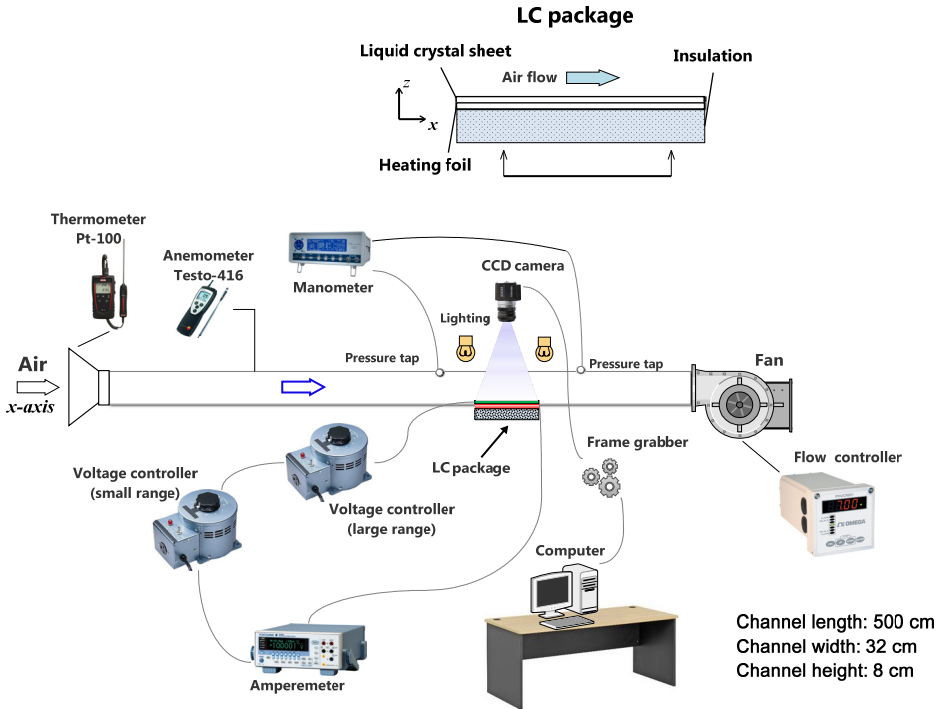 LC package
Liquid crystal sheet
Air flow
Insulation
z
x
Heating foil
Thermometer
Pt-100
Anemometer
Testo-416
Manometer
CCD camera
Lighting
Pressure tap
Pressure tap
Air
x-axis
Fan
LC package
Frame grabber
Flow controller
Voltage controller
(small range)
Voltage controller
(large range)
7.00
OMEGA
Computer
Amperemeter
Channel length: 500 cm
Channel width: 32 cm
Channel height: 8 cm